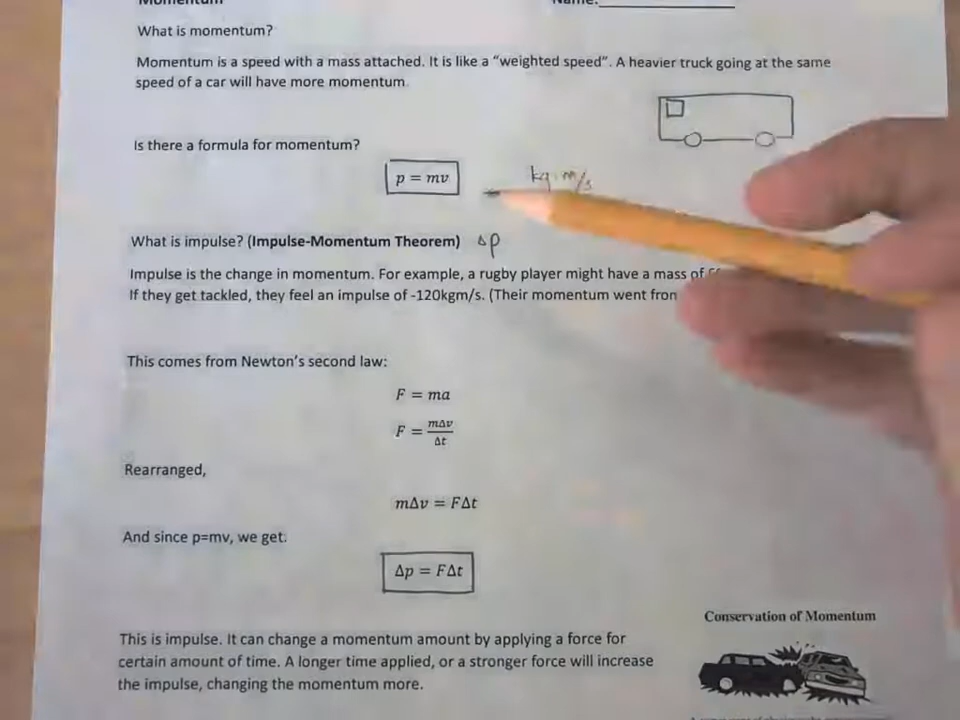 Momentum Name:
What is momentum?
Momentum is a speed with a mass attached. It is like a “weighted speed”. A heavier truck going at the same
speed of a car will have more momentum.
Is there a formula for momentum?
p = mv kg·m/s
What is impulse? (Impulse-Momentum Theorem) Δp
Impulse is the change in momentum. For example, a rugby player might have a mass of
If they get tackled, they feel an impulse of -120kgm/s. (Their momentum went from
This comes from Newton’s second law:
F = ma
F = mΔv/Δt
Rearranged,
mΔv = FΔt
And since p=mv, we get.
Δp = FΔt
Conservation of Momentum
This is impulse. It can change a momentum amount by applying a force for
certain amount of time. A longer time applied, or a stronger force will increase
the impulse, changing the momentum more.